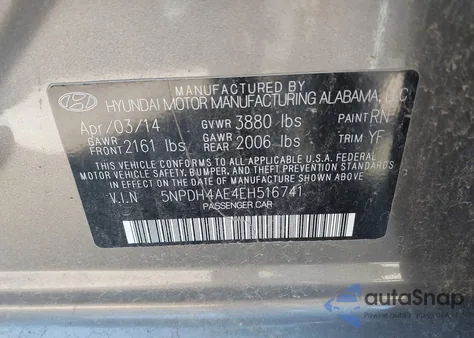 MANUFACTURED BY
HYUNDAI MOTOR MANUFACTURING ALABAMA, LLC
Apr/03/14 GVWR 3880 lbs PAINT RN
GAWR FRONT 2161 lbs GAWR REAR 2006 lbs TRIM YF
THIS VEHICLE CONFORMS TO ALL APPLICABLE U.S.A FEDERAL
MOTOR VEHICLE SAFETY, BUMPER, AND THEFT PREVENTION
STANDARDS IN EFFECT ON THE DATE OF MANUFACTURE
V.I.N 5NPDH4AE4EH516741
PASSENGER CAR
autoSnap